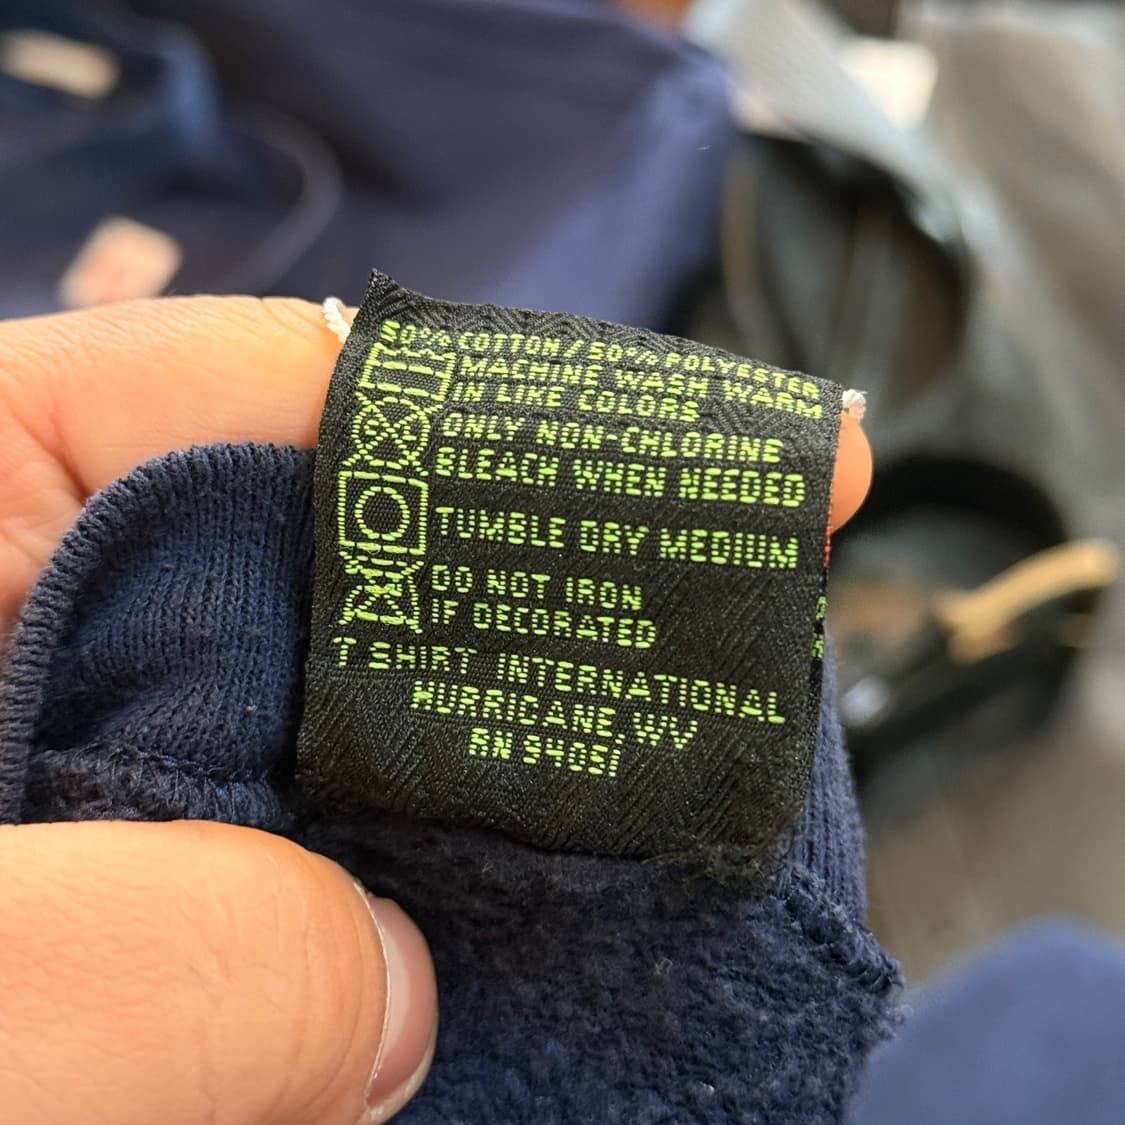 50% COTTON/50% POLYESTER
MACHINE WASH WARM
IN LIKE COLORS
ONLY NON-CHLORINE
BLEACH WHEN NEEDED
TUMBLE DRY MEDIUM
DO NOT IRON
IF DECORATED
T SHIRT INTERNATIONAL
HURRICANE, WV
RN